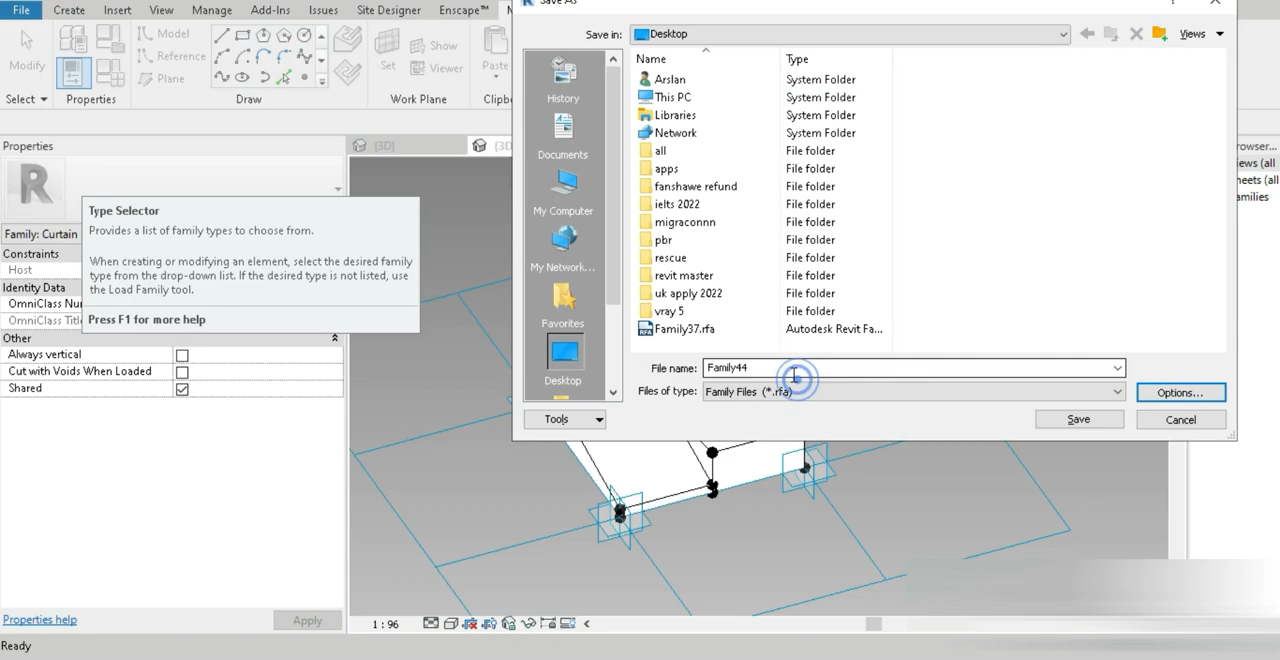 File Create Insert View Manage Add-Ins Issues Site Designer Enscape™
Save As
Modify
Select
Properties
Model
Reference
Plane
Draw
Set
Show
Viewer
Work Plane
Paste
Clipb
Properties
Family: Curtain
Constraints
Host
Identity Data
OmniClass Nu
OmniClass Title
Other
Always vertical
Cut with Voids When Loaded
Shared
Properties help
Apply
Ready
Type Selector
Provides a list of family types to choose from.
When creating or modifying an element, select the desired family
type from the drop-down list. If the desired type is not listed, use
the Load Family tool.
Press F1 for more help
{3D}
{3D
Save in:
Desktop
Views
History
Documents
My Computer
My Network...
Favorites
Desktop
Name Type
Arslan System Folder
This PC System Folder
Libraries System Folder
Network System Folder
all File folder
apps File folder
fanshawe refund File folder
ielts 2022 File folder
migraconnn File folder
pbr File folder
rescue File folder
revit master File folder
uk apply 2022 File folder
vray 5 File folder
Family37.rfa Autodesk Revit Fa...
File name: Family44
Files of type: Family Files (*.rfa)
Options...
Tools
Save
Cancel
rowser...
iews (all
heets (all
amilies
1 : 96